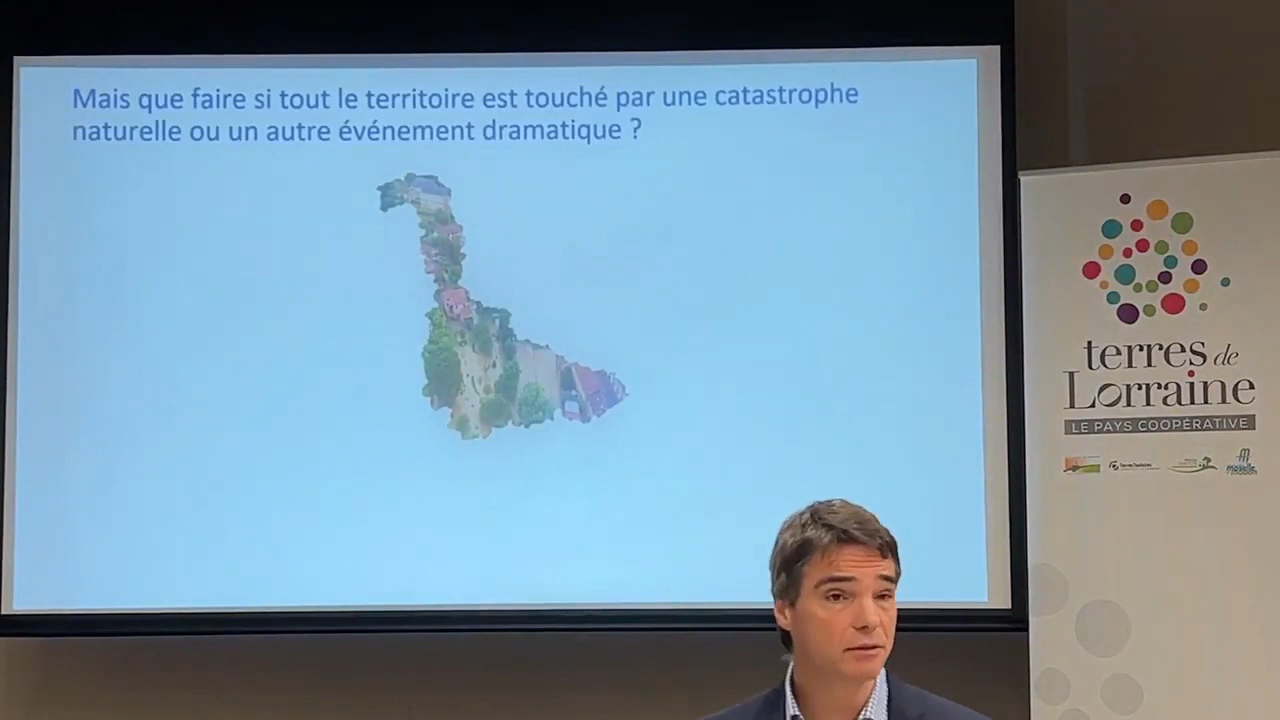 Mais que faire si tout le territoire est touché par une catastrophe
naturelle ou un autre événement dramatique ?
terres de
Lorraine
LE PAYS COOPÉRATIVE